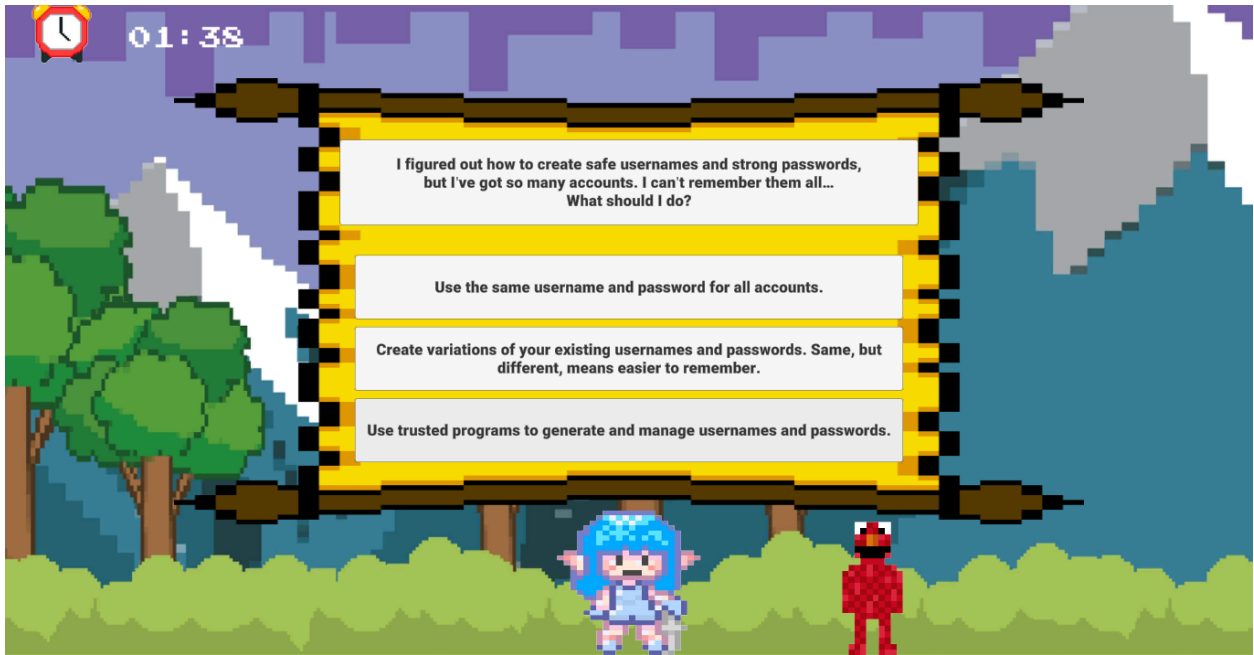 01:38
I figured out how to create safe usernames and strong passwords,
but I've got so many accounts. I can't remember them all...
What should I do?
Use the same username and password for all accounts.
Create variations of your existing usernames and passwords. Same, but
different, means easier to remember.
Use trusted programs to generate and manage usernames and passwords.